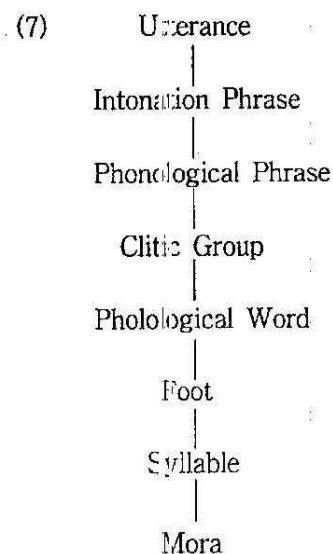 (7) Utterance
Intonation Phrase
Phonological Phrase
Clitic Group
Pholological Word
Foot
Syllable
Mora